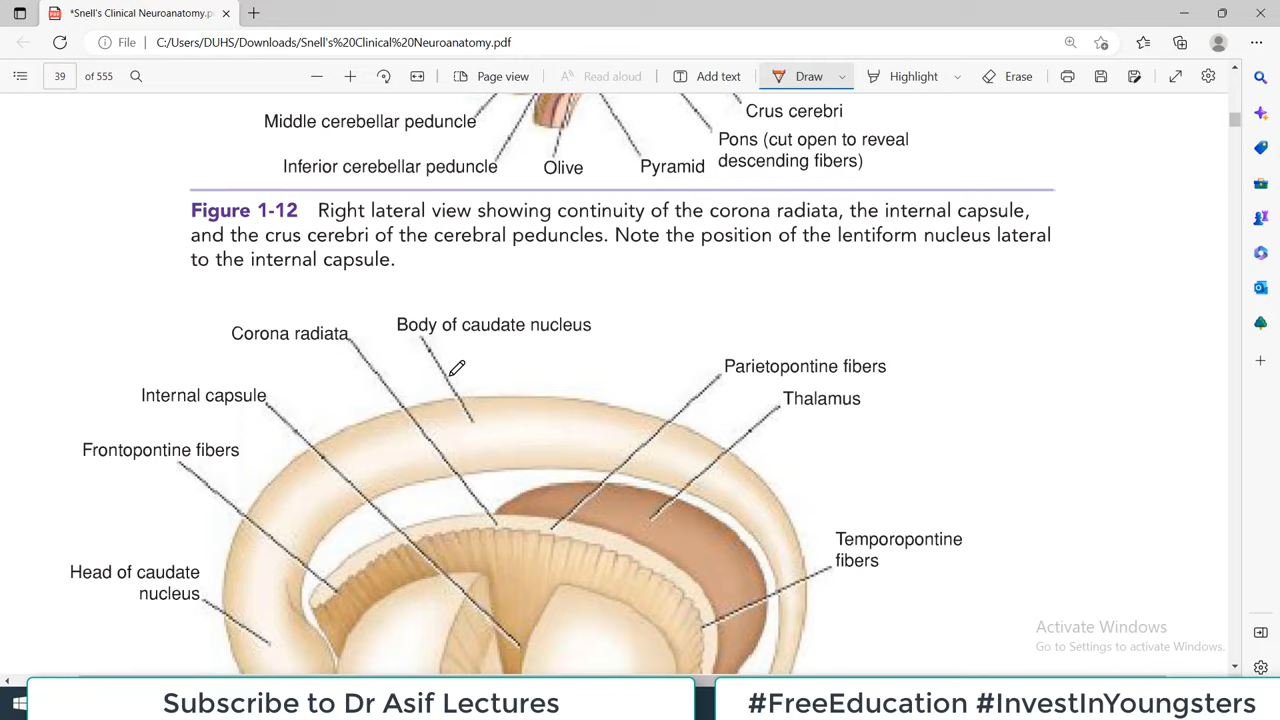 *Snell's Clinical Neuroanatomy.p
File
C:/Users/DUHS/Downloads/Snell's%20Clinical%20Neuroanatomy.pdf
39 of 555
Page view
Read aloud
Add text
Draw
Highlight
Erase
Crus cerebri
Middle cerebellar peduncle
Pons (cut open to reveal
descending fibers)
Inferior cerebellar peduncle
Olive
Pyramid
Figure 1-12 Right lateral view showing continuity of the corona radiata, the internal capsule,
and the crus cerebri of the cerebral peduncles. Note the position of the lentiform nucleus lateral
to the internal capsule.
Body of caudate nucleus
Corona radiata
Parietopontine fibers
Internal capsule
Thalamus
Frontopontine fibers
Temporopontine
fibers
Head of caudate
nucleus
Activate Windows
Go to Settings to activate Windows.
Subscribe to Dr Asif Lectures
#FreeEducation #InvestInYoungsters